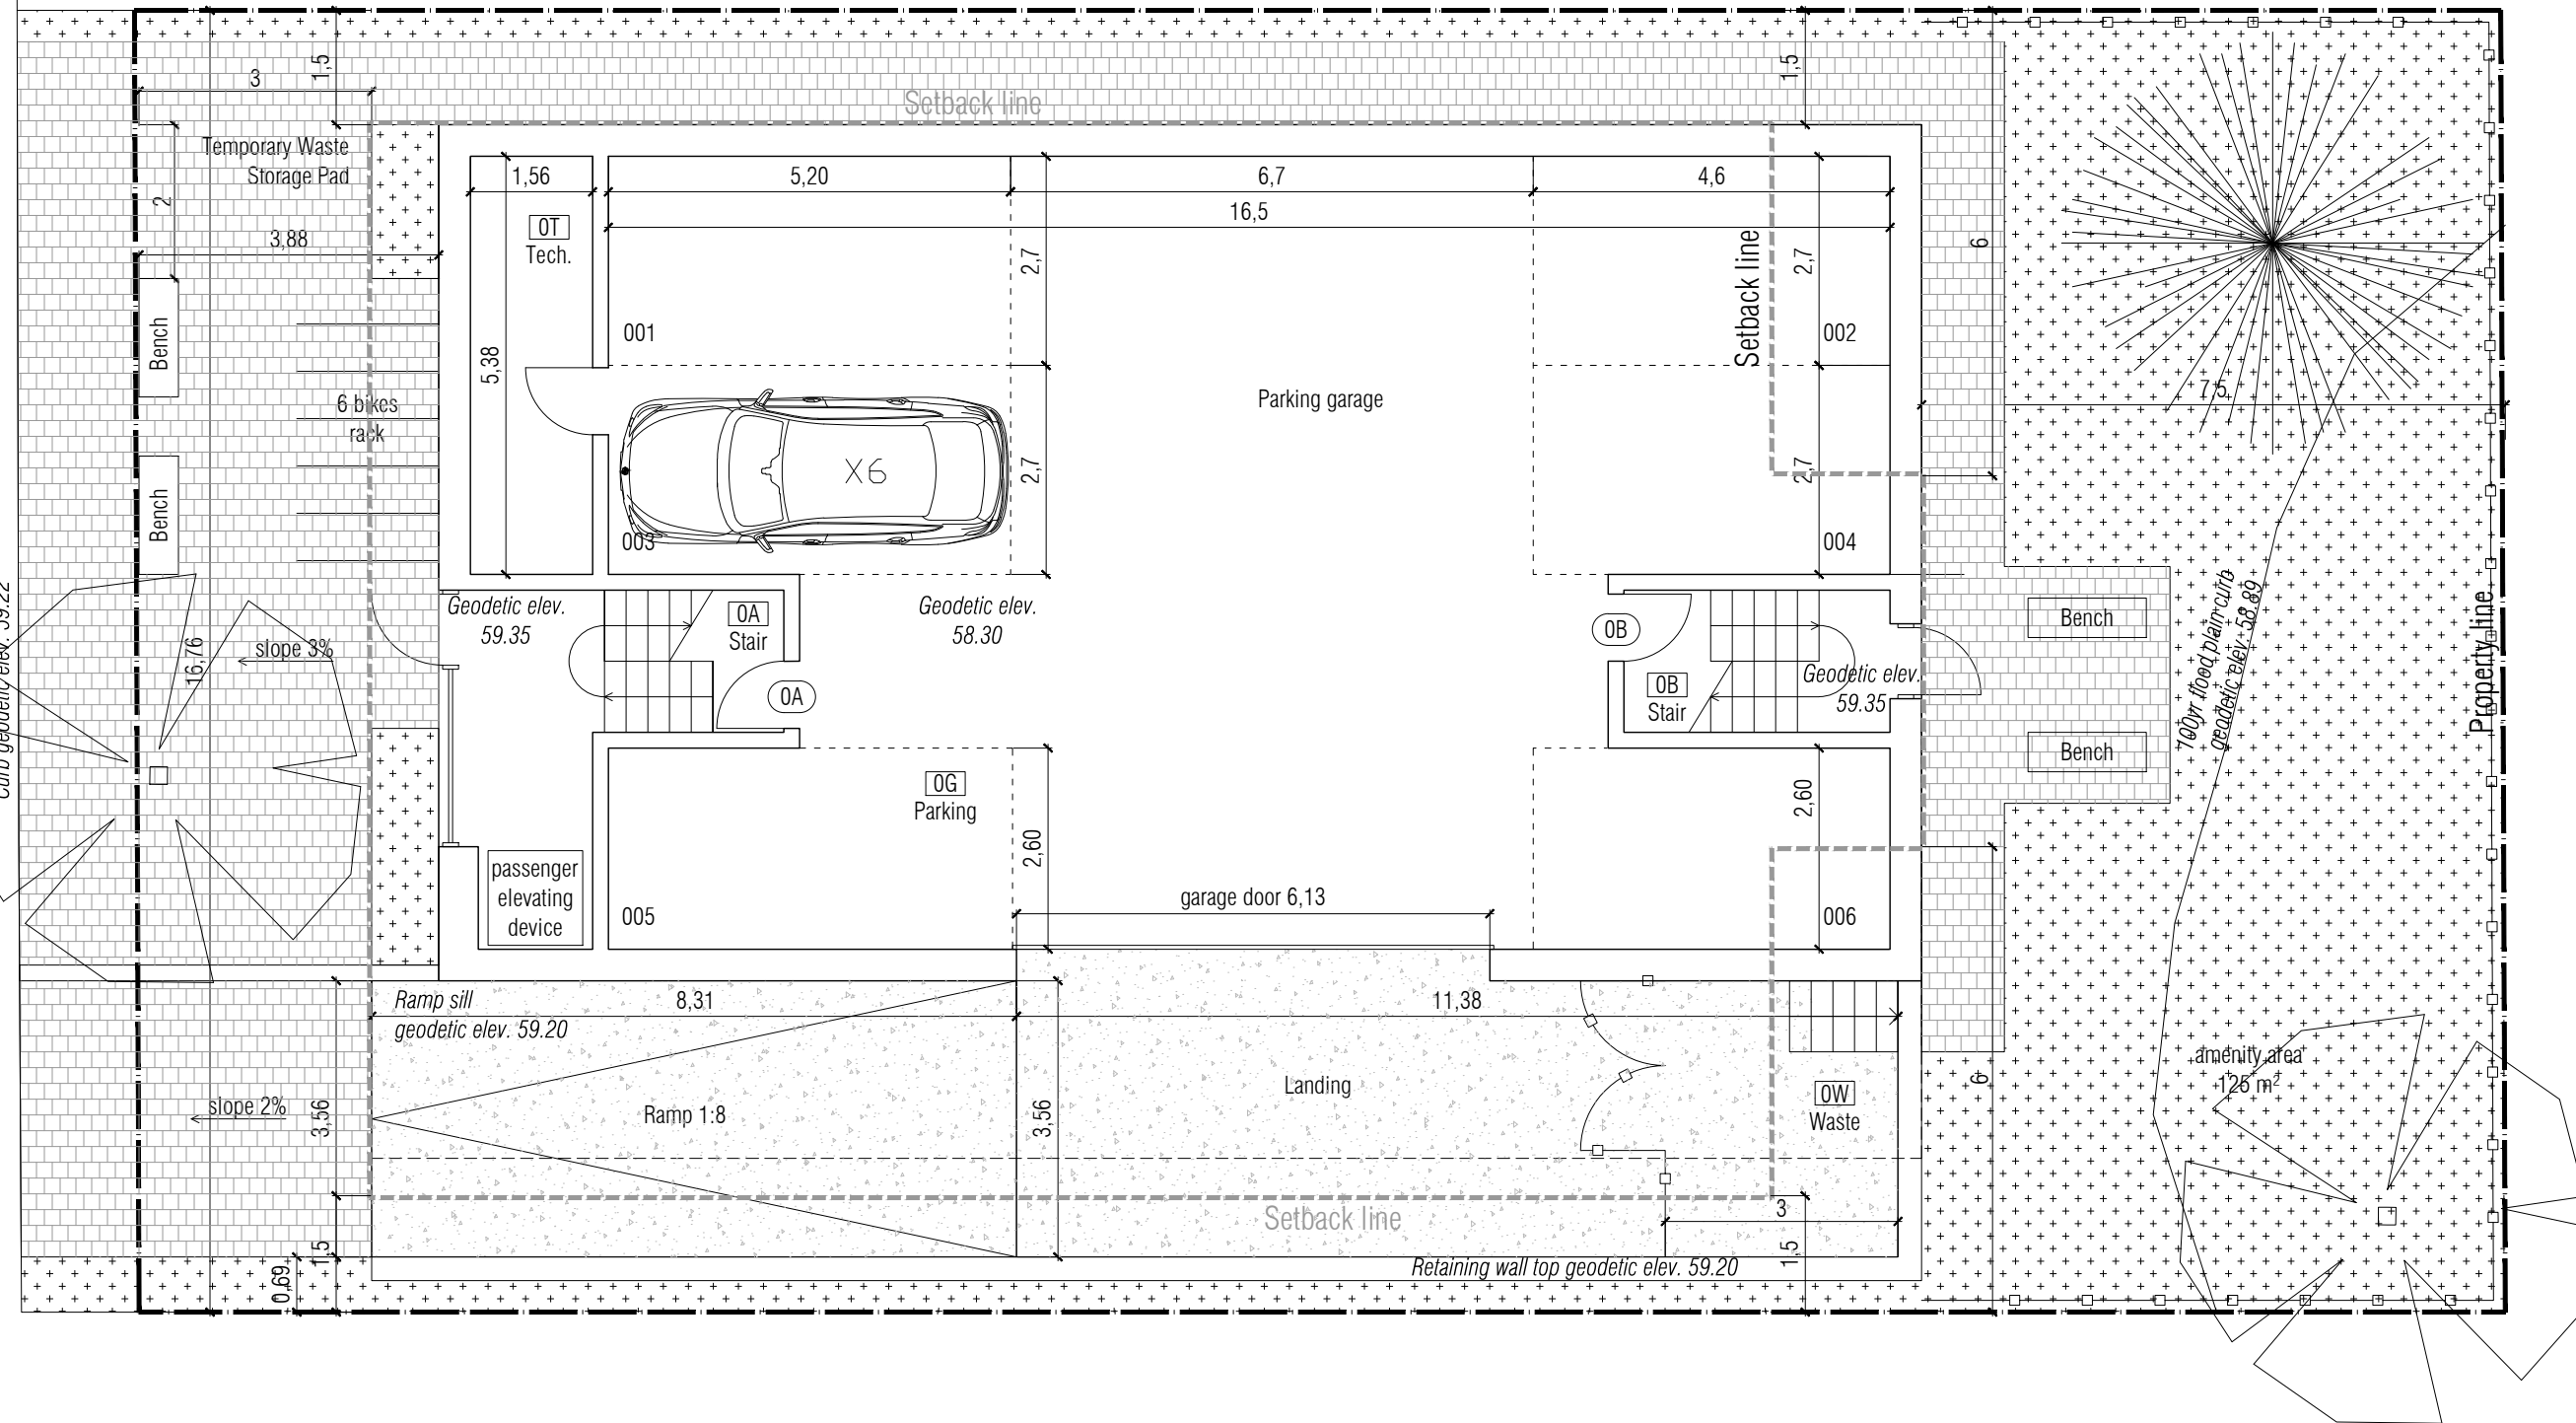 1,5
1,5
3
Setback line
Temporary Waste
Storage Pad
2
3,88
1,56
5,20
6,7
4,6
16,5
0T
Tech.
2,7
2,7
Setback line
6
5,38
001
002
Bench
Parking garage
7,5
6 bikes
rack
X6
2,7
2,7
Bench
003
004
Curb geodetic elev. 59.22
16,76
slope 3%
Geodetic elev.
59.35
0A
Stair
0A
Geodetic elev.
58.30
0B
0B
Stair
Geodetic elev.
59.35
Bench
Bench
100yr flood plain curb
geodetic elev. 58.89
Property line
0G
Parking
2,60
2,60
passenger
elevating
device
005
garage door 6,13
006
Ramp sill
geodetic elev. 59.20
8,31
11,38
slope 2%
3,56
Ramp 1:8
3,56
Landing
0W
Waste
6
amenity area
125 m²
Setback line
3
1,5
0,69
1,5
Retaining wall top geodetic elev. 59.20